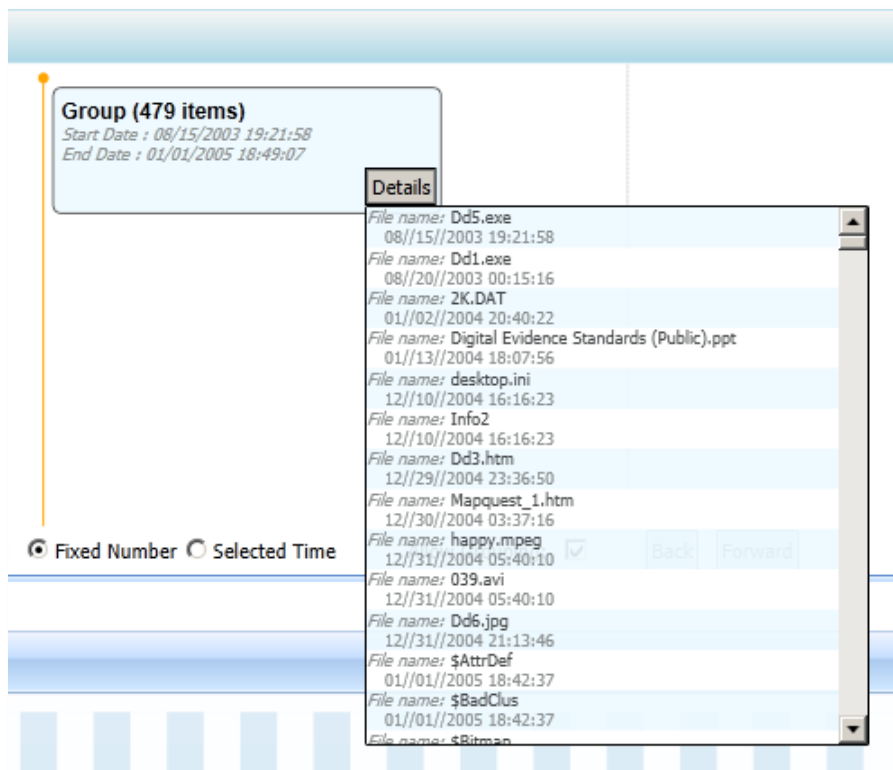 Group (479 items)
Start Date : 08/15/2003 19:21:58
End Date : 01/01/2005 18:49:07
Details
File name: Dd5.exe
08//15//2003 19:21:58
File name: Dd1.exe
08//20//2003 00:15:16
File name: 2K.DAT
01//02//2004 20:40:22
File name: Digital Evidence Standards (Public).ppt
01//13//2004 18:07:56
File name: desktop.ini
12//10//2004 16:16:23
File name: Info2
12//10//2004 16:16:23
File name: Dd3.htm
12//29//2004 23:36:50
File name: Mapquest_1.htm
12//30//2004 03:37:16
File name: happy.mpeg
12//31//2004 05:40:10
File name: 039.avi
12//31//2004 05:40:10
File name: Dd6.jpg
12//31//2004 21:13:46
File name: $AttrDef
01//01//2005 18:42:37
File name: $BadClus
01//01//2005 18:42:37
File name: $Bitmap
Fixed Number Selected Time
Back Forward